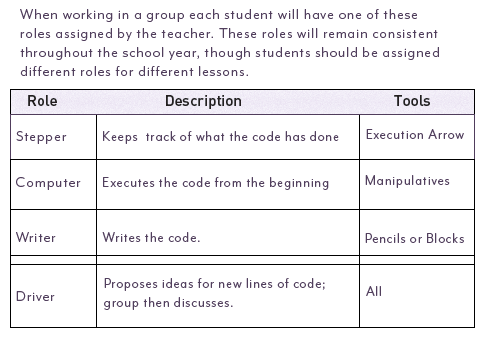 When working in a group each student will have one of these
roles assigned by the teacher. These roles will remain consistent
throughout the school year, though students should be assigned
different roles for different lessons.
Role Description Tools
Stepper Keeps track of what the code has done Execution Arrow
Computer Executes the code from the beginning Manipulatives
Writer Writes the code. Pencils or Blocks
Driver Proposes ideas for new lines of code; All
group then discusses.